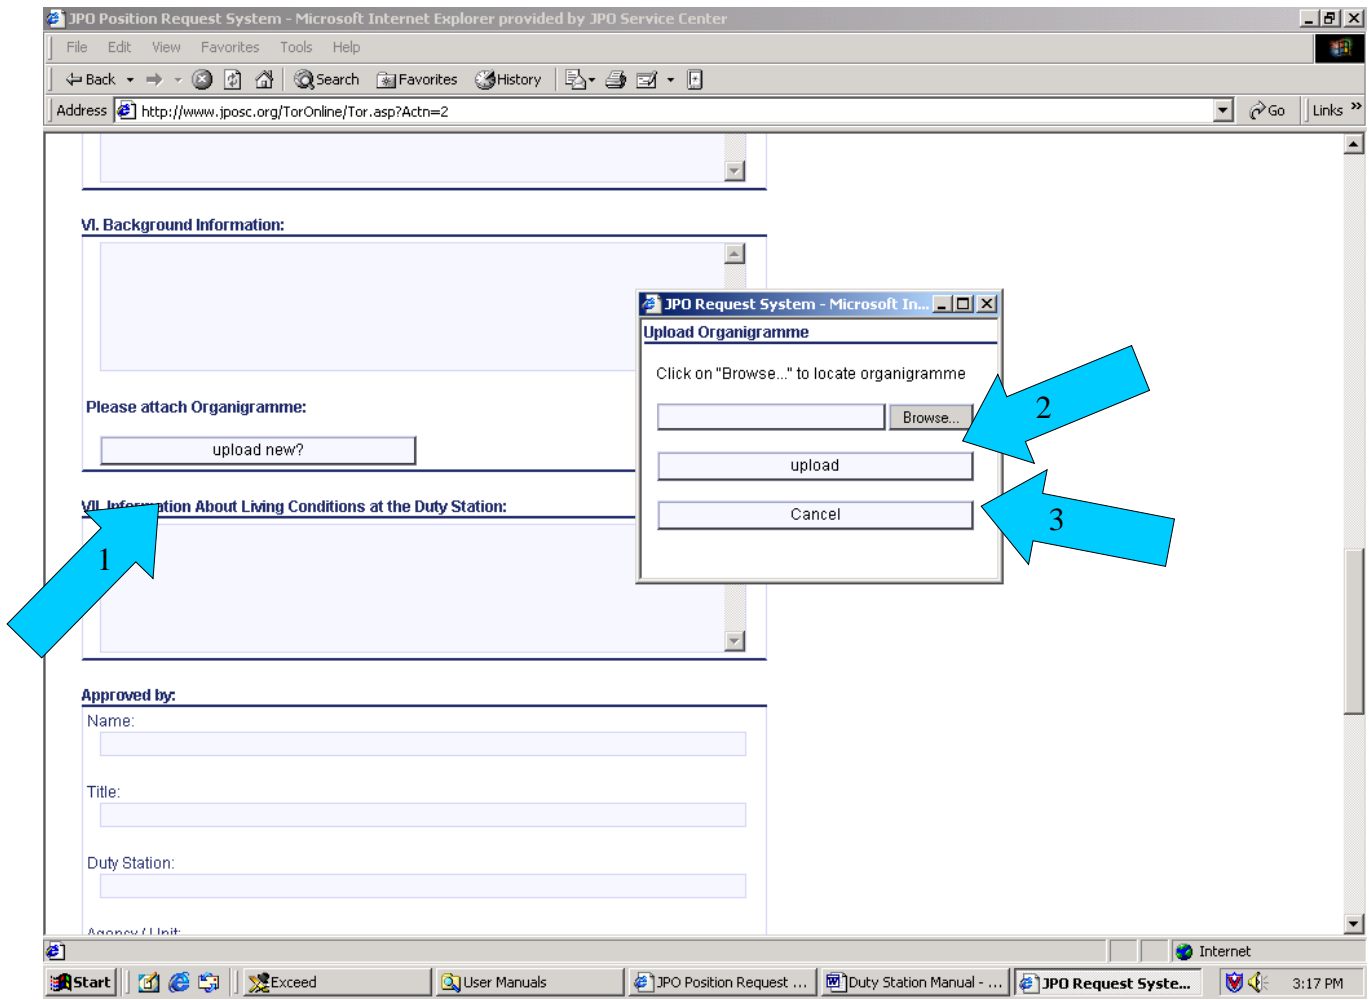 JPO Position Request System - Microsoft Internet Explorer provided by JPO Service Center
File Edit View Favorites Tools Help
Back Search Favorites History
Address http://www.jposc.org/TorOnline/Tor.asp?Actn=2 Go Links »
VI. Background Information:
JPO Request System - Microsoft In...
Upload Organigramme
Click on "Browse..." to locate organigramme
Browse...
2
upload
Cancel
3
Please attach Organigramme:
upload new?
VII. Information About Living Conditions at the Duty Station:
1
Approved by:
Name:
Title:
Duty Station:
Agency / Unit:
Internet
Start Exceed User Manuals JPO Position Request ... Duty Station Manual - ... JPO Request Syste... 3:17 PM